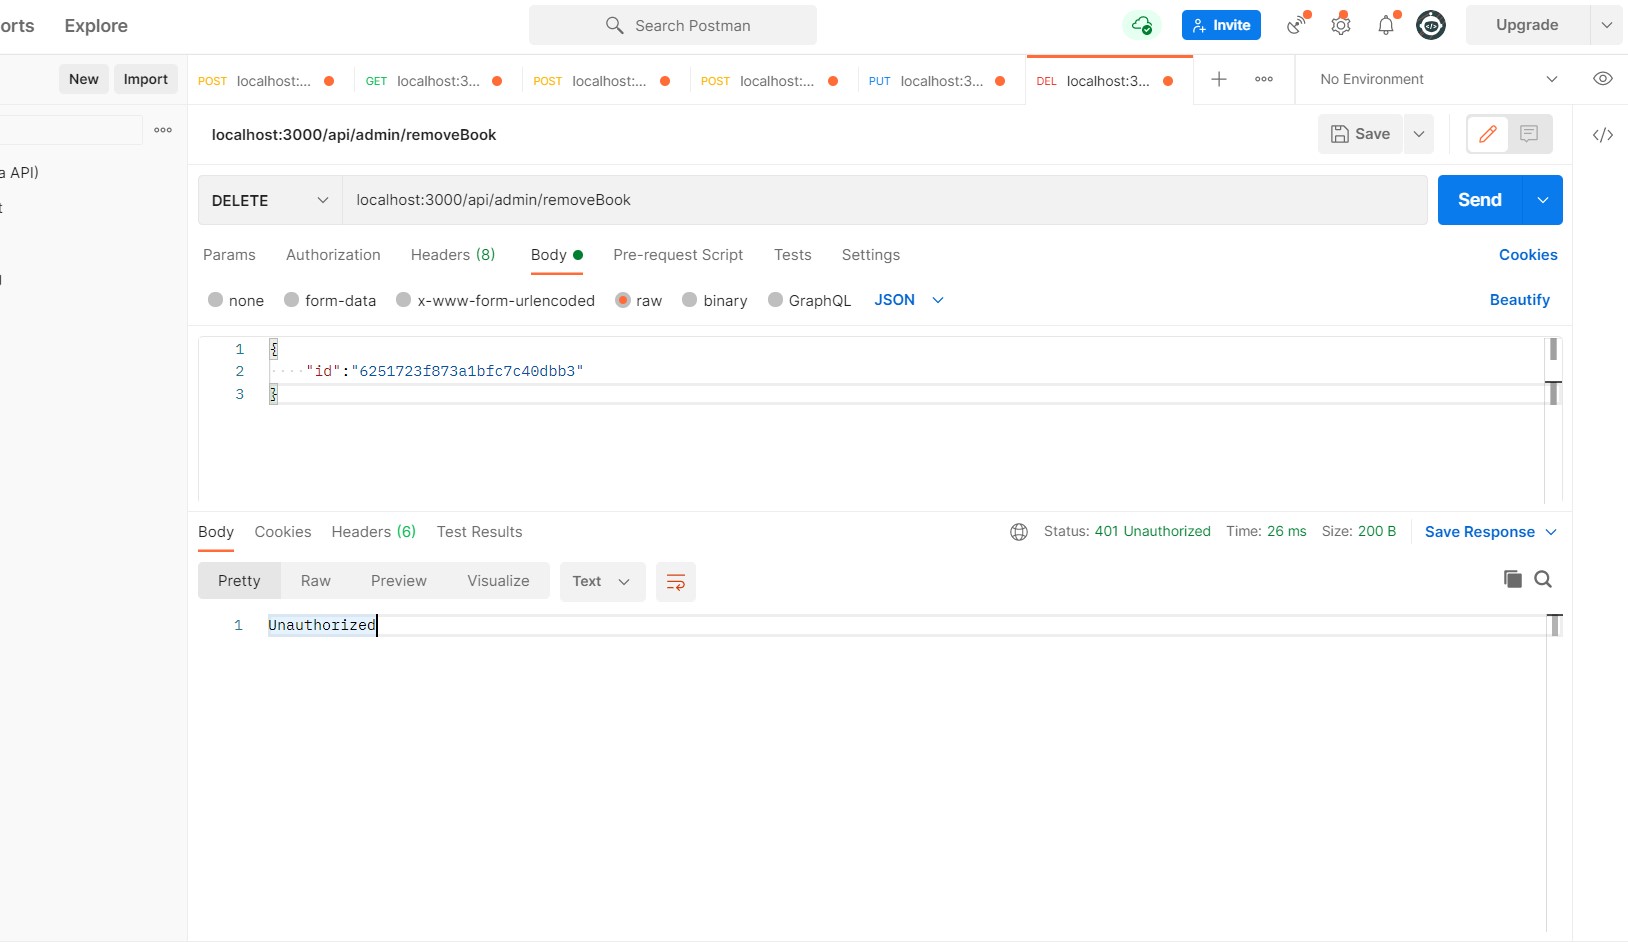 orts Explore Search Postman Invite Upgrade
New Import POST localhost:... GET localhost:3... POST localhost:... POST localhost:... PUT localhost:3... DEL localhost:3... No Environment
localhost:3000/api/admin/removeBook Save
a API)
DELETE localhost:3000/api/admin/removeBook Send
t
Params Authorization Headers (8) Body Pre-request Script Tests Settings Cookies
none form-data x-www-form-urlencoded raw binary GraphQL JSON Beautify
1 {
2 "id":"6251723f873a1bfc7c40dbb3"
3 }
Body Cookies Headers (6) Test Results Status: 401 Unauthorized Time: 26 ms Size: 200 B Save Response
Pretty Raw Preview Visualize Text
1 Unauthorized